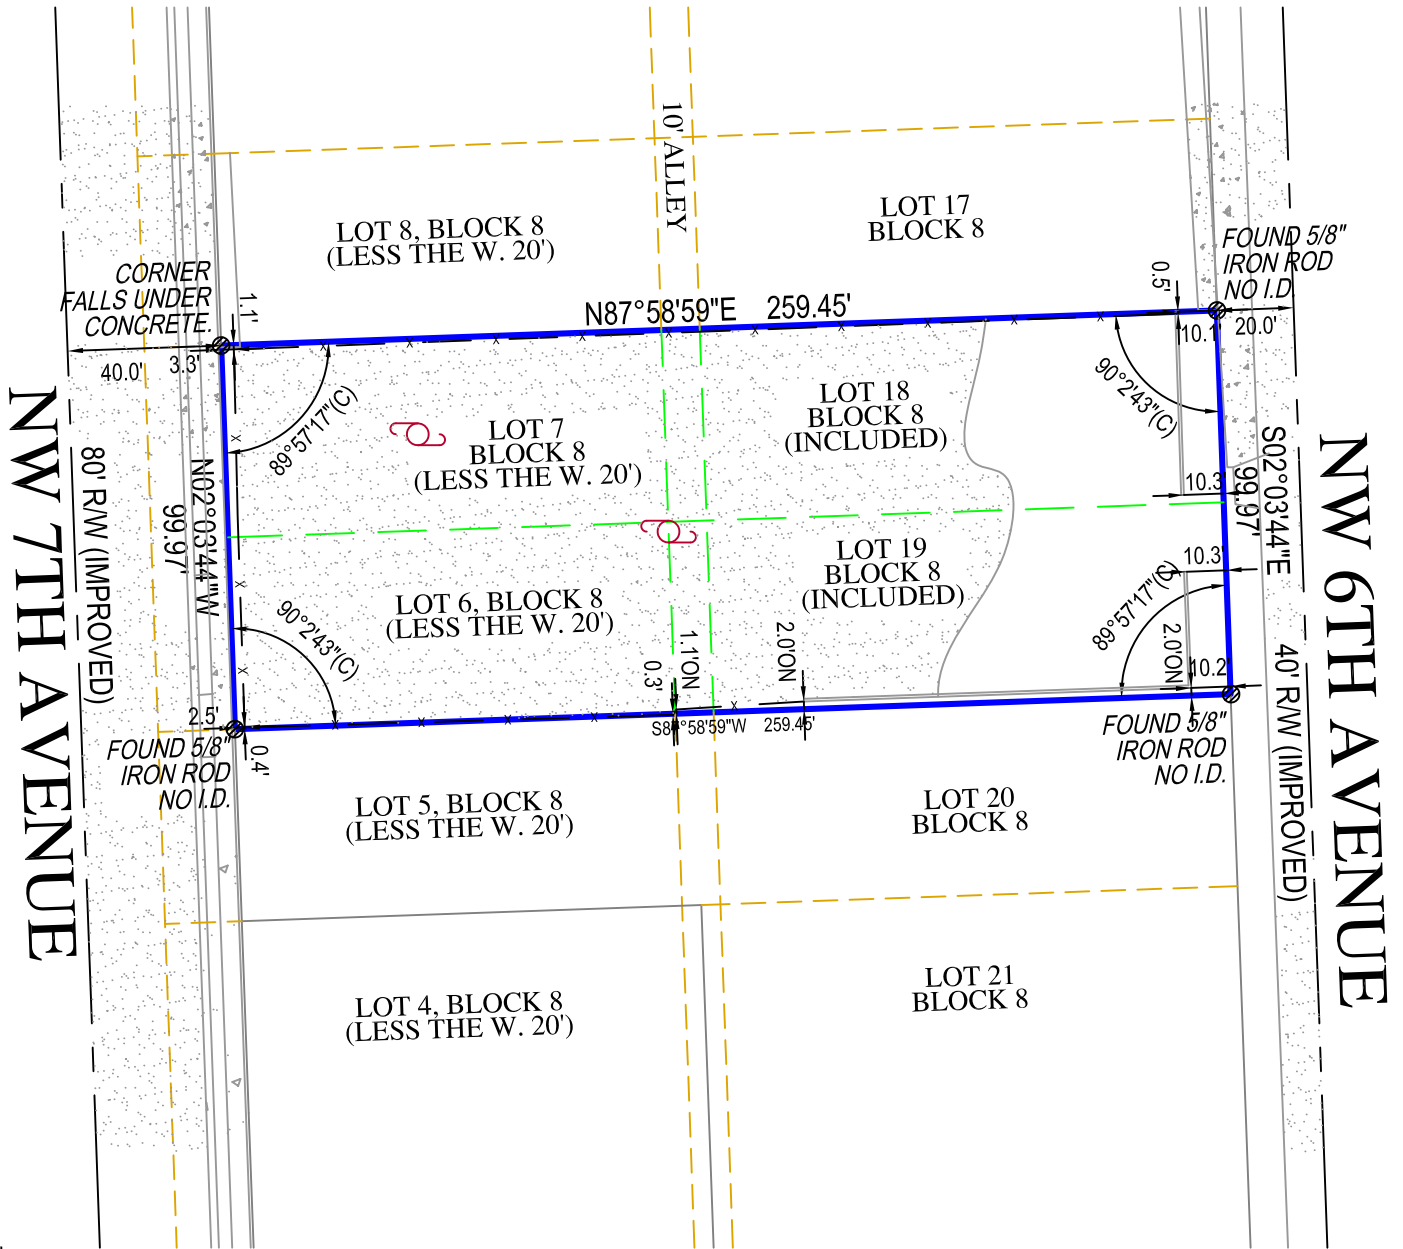 10' ALLEY
LOT 8, BLOCK 8
(LESS THE W. 20')
LOT 17
BLOCK 8
FOUND 5/8"
IRON ROD
NO I.D.
CORNER
FALLS UNDER
CONCRETE.
1.1'
N87°58'59"E 259.45'
0.5'
10.1'
20.0'
40.0'
3.3'
89°57'17"(C)
90°2'43"(C)
LOT 7
BLOCK 8
(LESS THE W. 20')
LOT 18
BLOCK 8
(INCLUDED)
NW 7TH AVENUE
80' R/W (IMPROVED)
N02°03'44"W
99.97'
10.3'
S02°03'44"E
99.97'
NW 6TH AVENUE
40' R/W (IMPROVED)
LOT 6, BLOCK 8
(LESS THE W. 20')
LOT 19
BLOCK 8
(INCLUDED)
10.3'
90°2'43"(C)
89°57'17"(C)
0.3'
1.1'ON
2.0'ON
2.0'ON
10.2'
2.5'
0.4'
259.45'
FOUND 5/8"
IRON ROD
NO I.D.
FOUND 5/8"
IRON ROD
NO I.D.
LOT 5, BLOCK 8
(LESS THE W. 20')
LOT 20
BLOCK 8
LOT 4, BLOCK 8
(LESS THE W. 20')
LOT 21
BLOCK 8